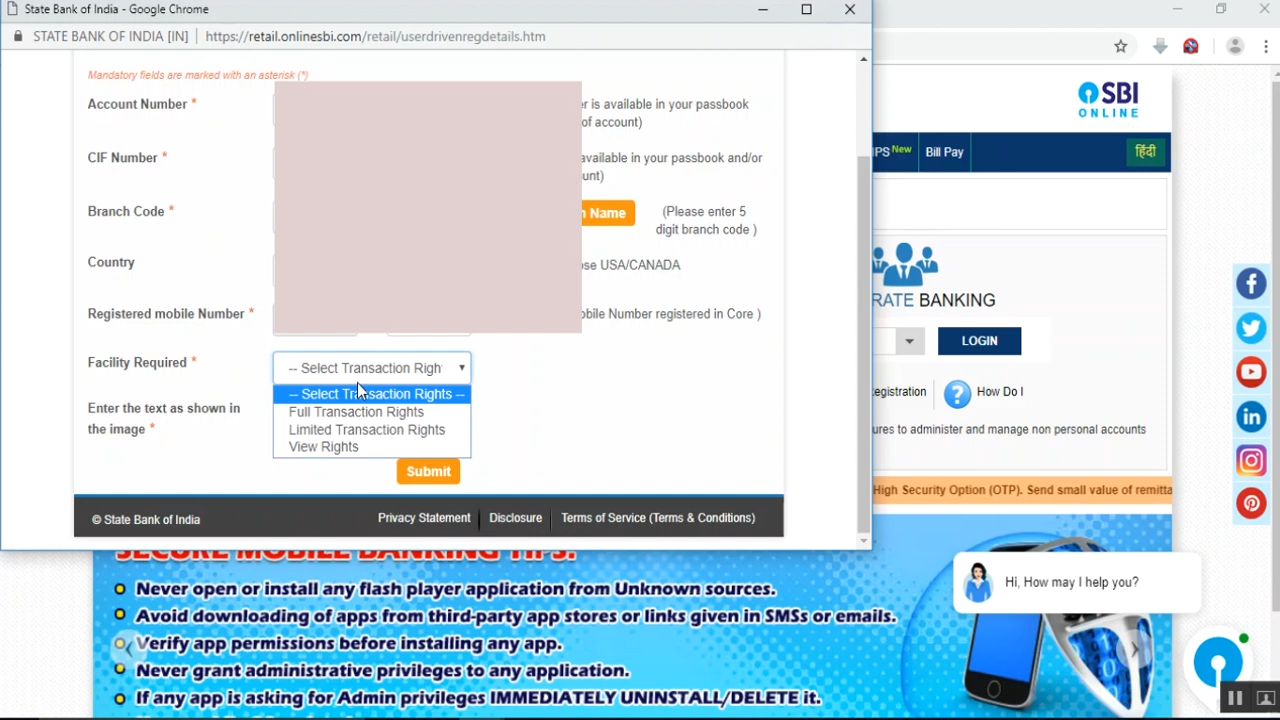 State Bank of India - Google Chrome
STATE BANK OF INDIA [IN] https://retail.onlinesbi.com/retail/userdrivenregdetails.htm
Mandatory fields are marked with an asterisk (*)
Account Number *
er is available in your passbook
of account)
CIF Number *
available in your passbook and/or
unt)
Branch Code *
n Name
(Please enter 5
digit branch code )
Country
ose USA/CANADA
Registered mobile Number *
obile Number registered in Core )
Facility Required *
-- Select Transaction Righ
-- Select Transaction Rights --
Full Transaction Rights
Limited Transaction Rights
View Rights
Enter the text as shown in
the image *
Submit
© State Bank of India
Privacy Statement
Disclosure
Terms of Service (Terms & Conditions)
SBI
ONLINE
IPS New
Bill Pay
हिंदी
RATE BANKING
LOGIN
egistration
? How Do I
ures to administer and manage non personal accounts
High Security Option (OTP). Send small value of remitta
SECURE MOBILE BANKING TIPS:
Never open or install any flash player application from Unknown sources.
Avoid downloading of apps from third-party app stores or links given in SMSs or emails.
Verify app permissions before installing any app.
Never grant administrative privileges to any application.
If any app is asking for Admin privileges IMMEDIATELY UNINSTALL/DELETE it.
Hi, How may I help you?